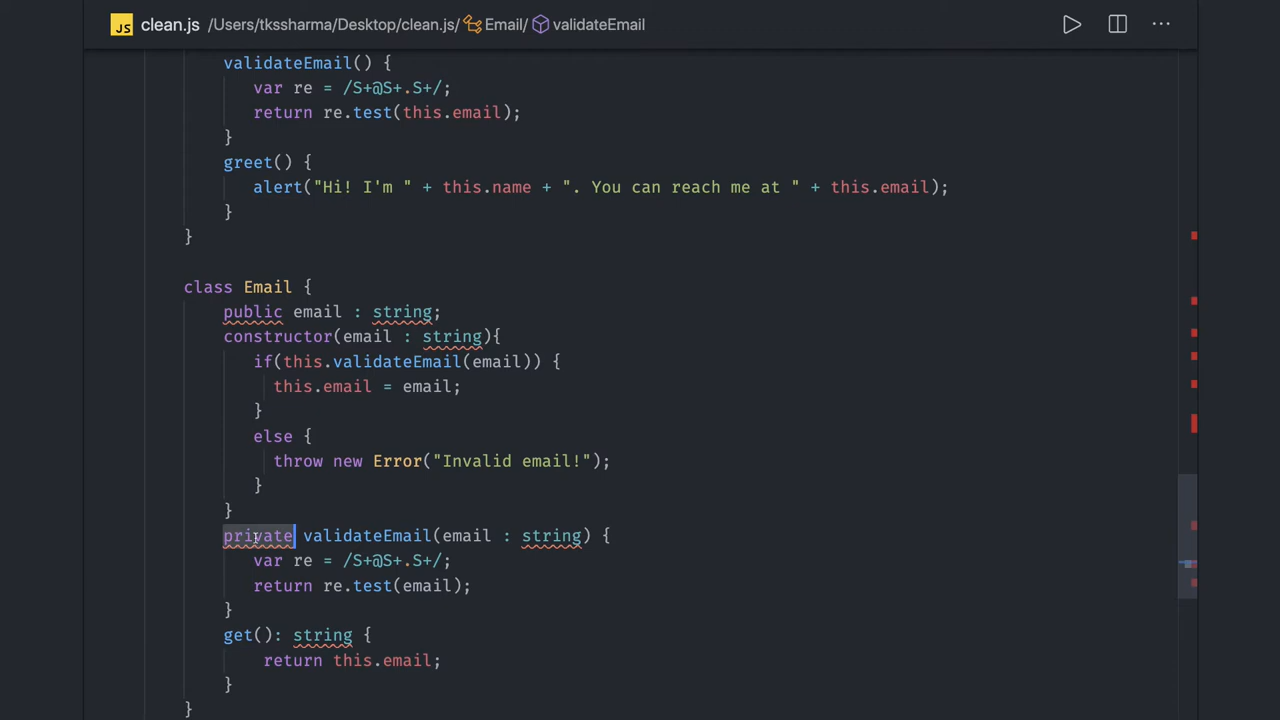 JS clean.js /Users/tkssharma/Desktop/clean.js/ Email/ validateEmail
validateEmail() {
var re = /S+@S+.S+/;
return re.test(this.email);
}
greet() {
alert("Hi! I'm " + this.name + ". You can reach me at " + this.email);
}
}
class Email {
public email : string;
constructor(email : string){
if(this.validateEmail(email)) {
this.email = email;
}
else {
throw new Error("Invalid email!");
}
}
private validateEmail(email : string) {
var re = /S+@S+.S+/;
return re.test(email);
}
get(): string {
return this.email;
}
}